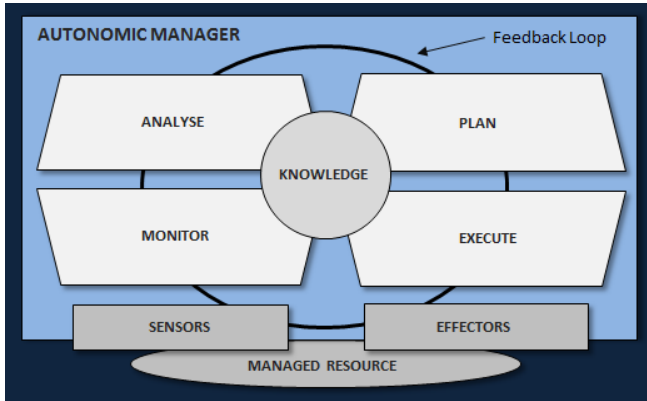 AUTONOMIC MANAGER
Feedback Loop
ANALYSE
PLAN
KNOWLEDGE
MONITOR
EXECUTE
SENSORS
EFFECTORS
MANAGED RESOURCE